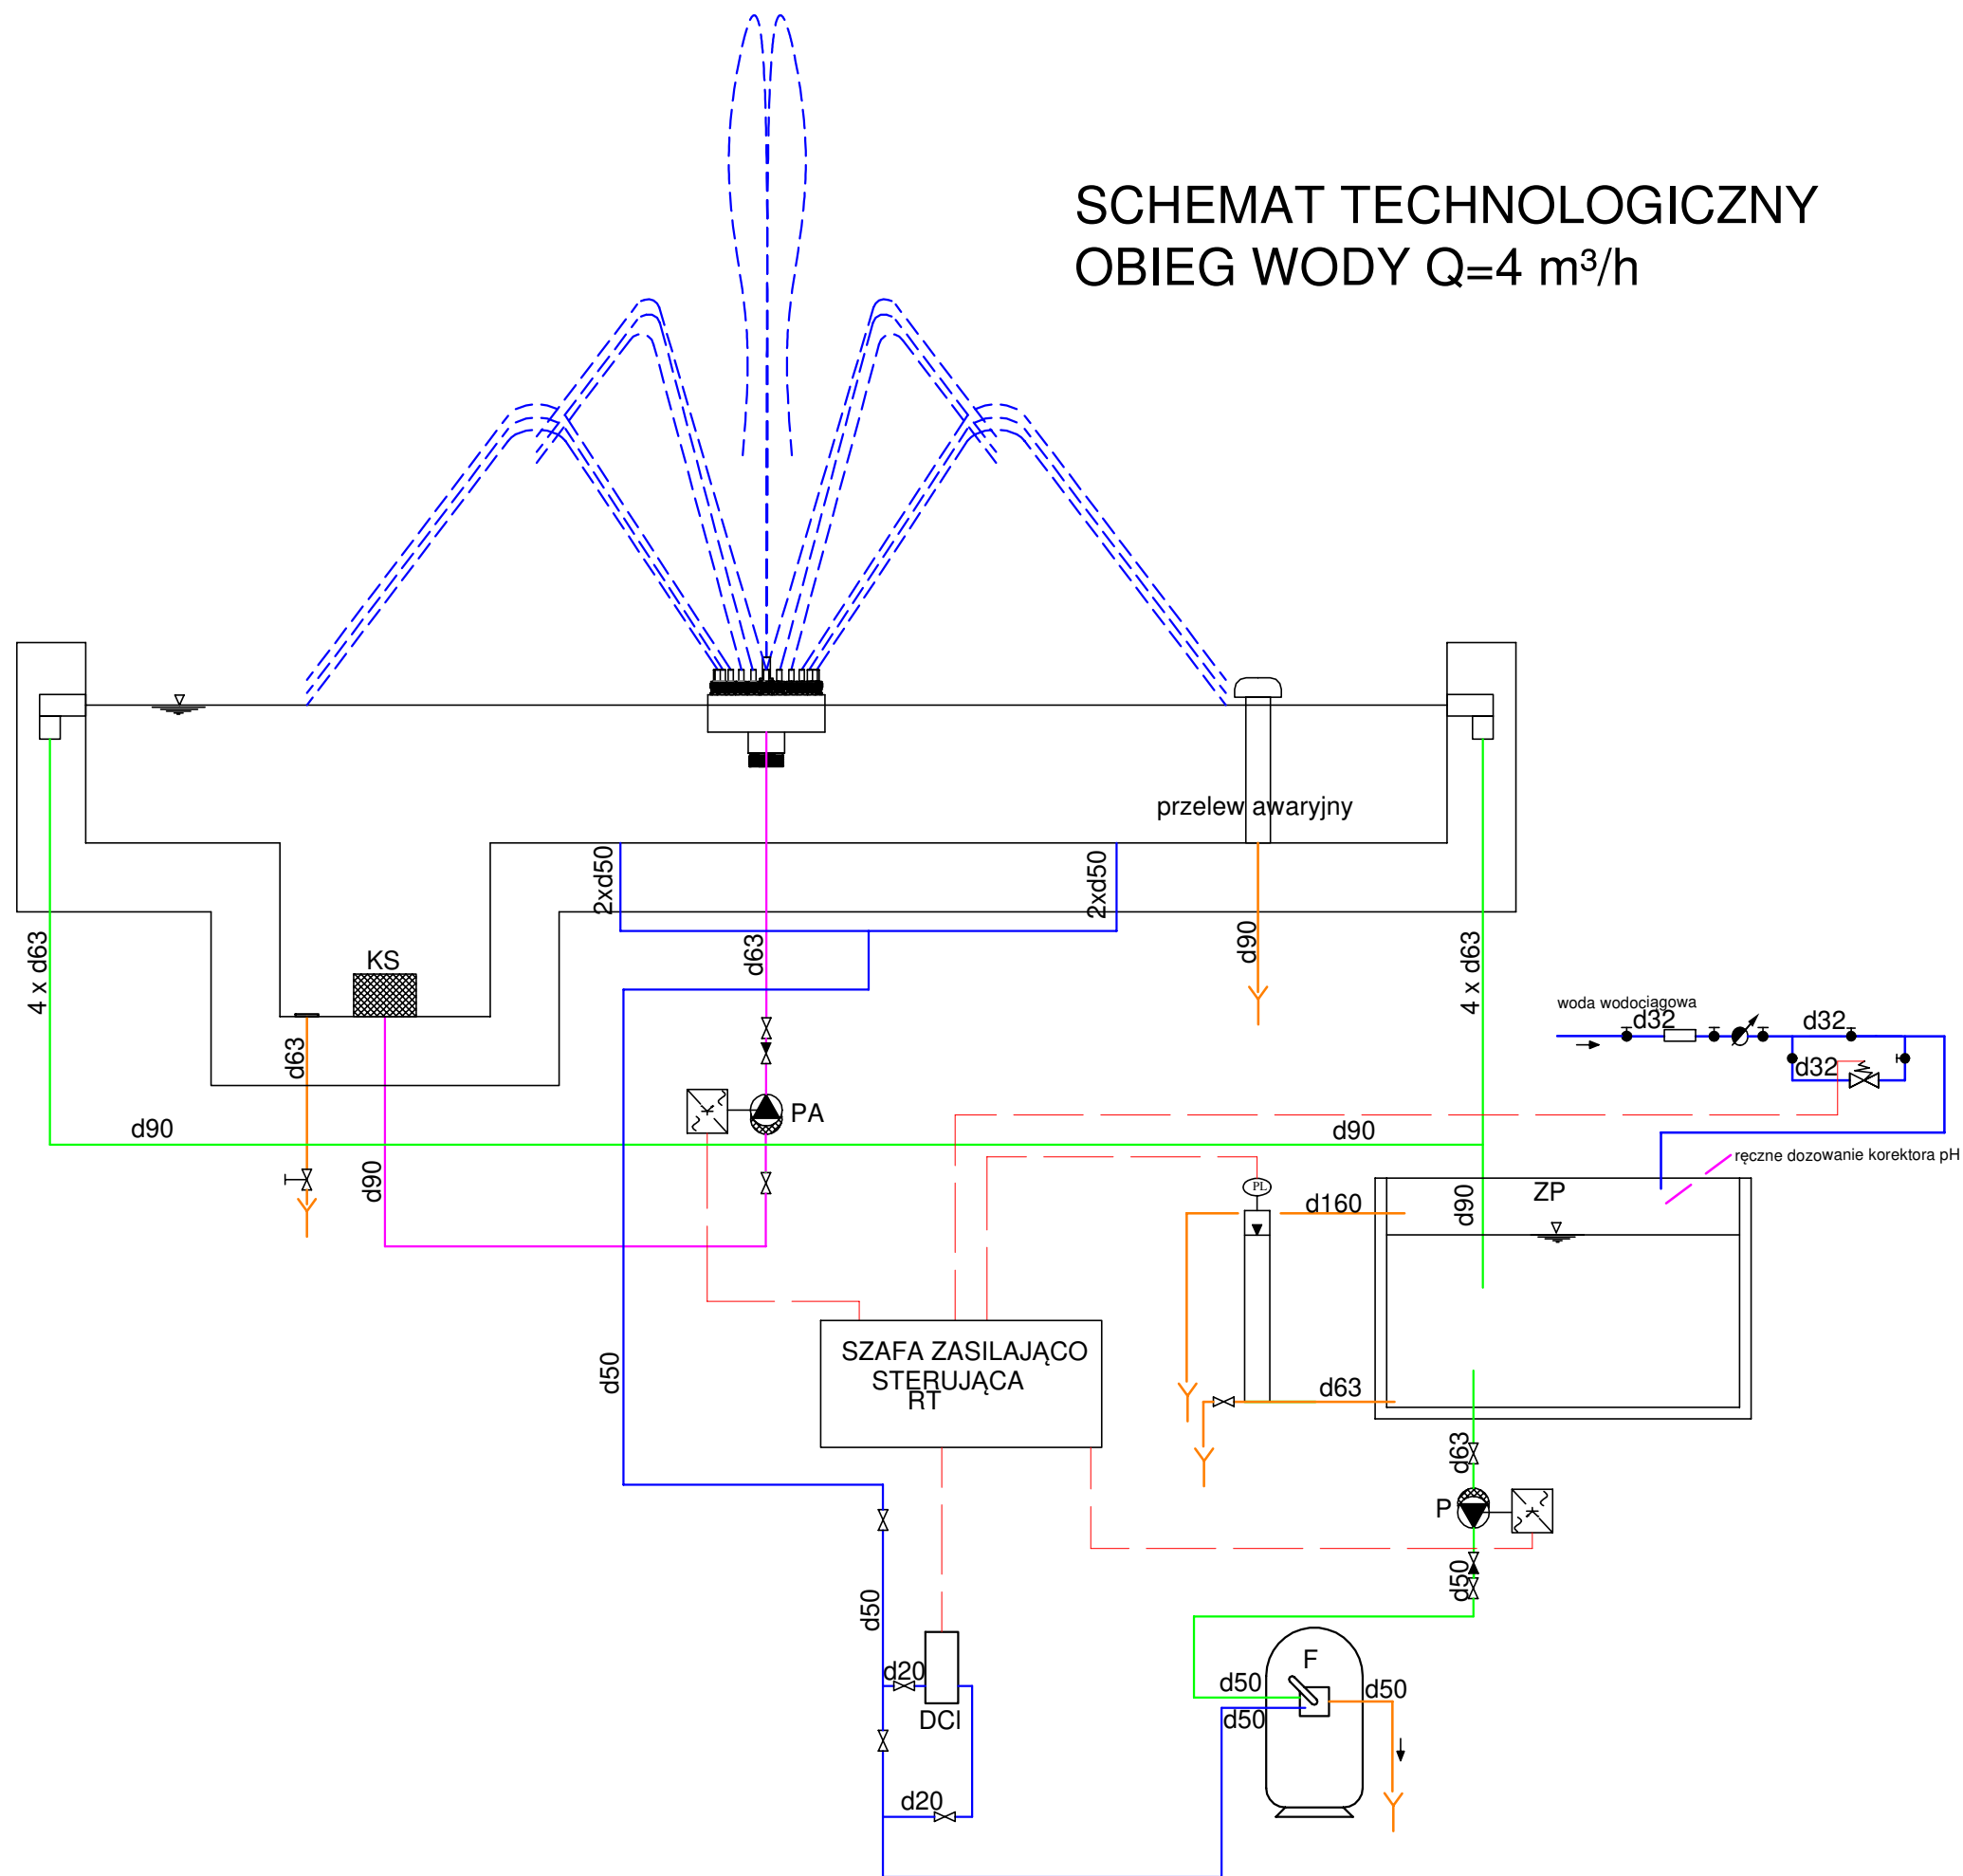 SCHEMAT TECHNOLOGICZNY
OBIEG WODY Q=4 m³/h
przelew awaryjny
2xd50
2xd50
4 x d63
KS
d63
d90
4 x d63
woda wodociągowa
d32
d32
d32
d63
PA
d90
d90
ręczne dozowanie korektora pH
d90
PL
d160
d90
ZP
SZAFA ZASILAJĄCO
STERUJĄCA
RT
d50
d63
d63
P
d50
d50
d20
DCl
d20
F
d50
d50
d50